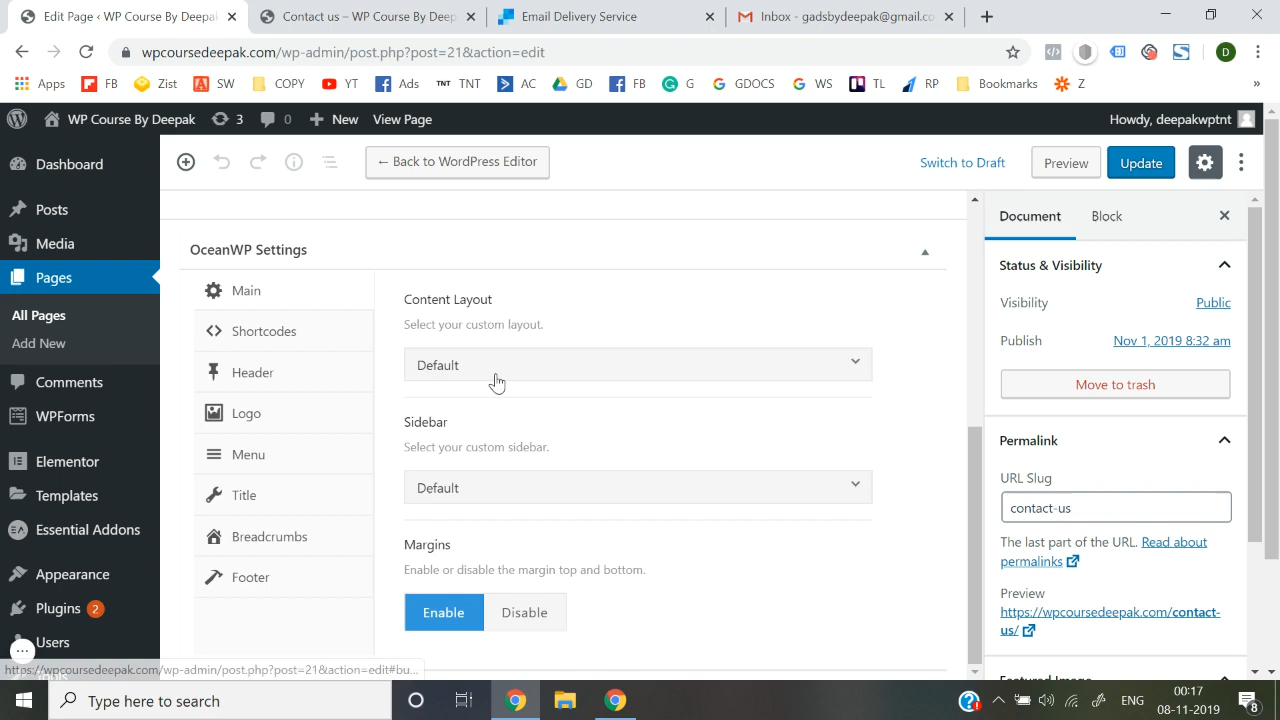 Edit Page ‹ WP Course By Deepak
Contact us – WP Course By Deep
Email Delivery Service
Inbox - gadsbydeepak@gmail.co
wpcoursedeepak.com/wp-admin/post.php?post=21&action=edit
Apps FB Zist SW COPY YT Ads TNT TNT AC GD FB G GDOCS WS TL RP Bookmarks Z »
WP Course By Deepak 3 0 New View Page Howdy, deepakwptnt
Dashboard
Posts
Media
Pages
All Pages
Add New
Comments
WPForms
Elementor
Templates
Essential Addons
Appearance
Plugins 2
Users
← Back to WordPress Editor Switch to Draft Preview Update
OceanWP Settings
Main
Shortcodes
Header
Logo
Menu
Title
Breadcrumbs
Footer
Content Layout
Select your custom layout.
Default
Sidebar
Select your custom sidebar.
Default
Margins
Enable or disable the margin top and bottom.
Enable Disable
Document Block
Status & Visibility
Visibility Public
Publish Nov 1, 2019 8:32 am
Move to trash
Permalink
URL Slug
contact-us
The last part of the URL. Read about
permalinks
Preview
https://wpcoursedeepak.com/contact-
us/
https://wpcoursedeepak.com/wp-admin/post.php?post=21&action=edit#bu...
Type here to search
ENG
00:17
08-11-2019
8